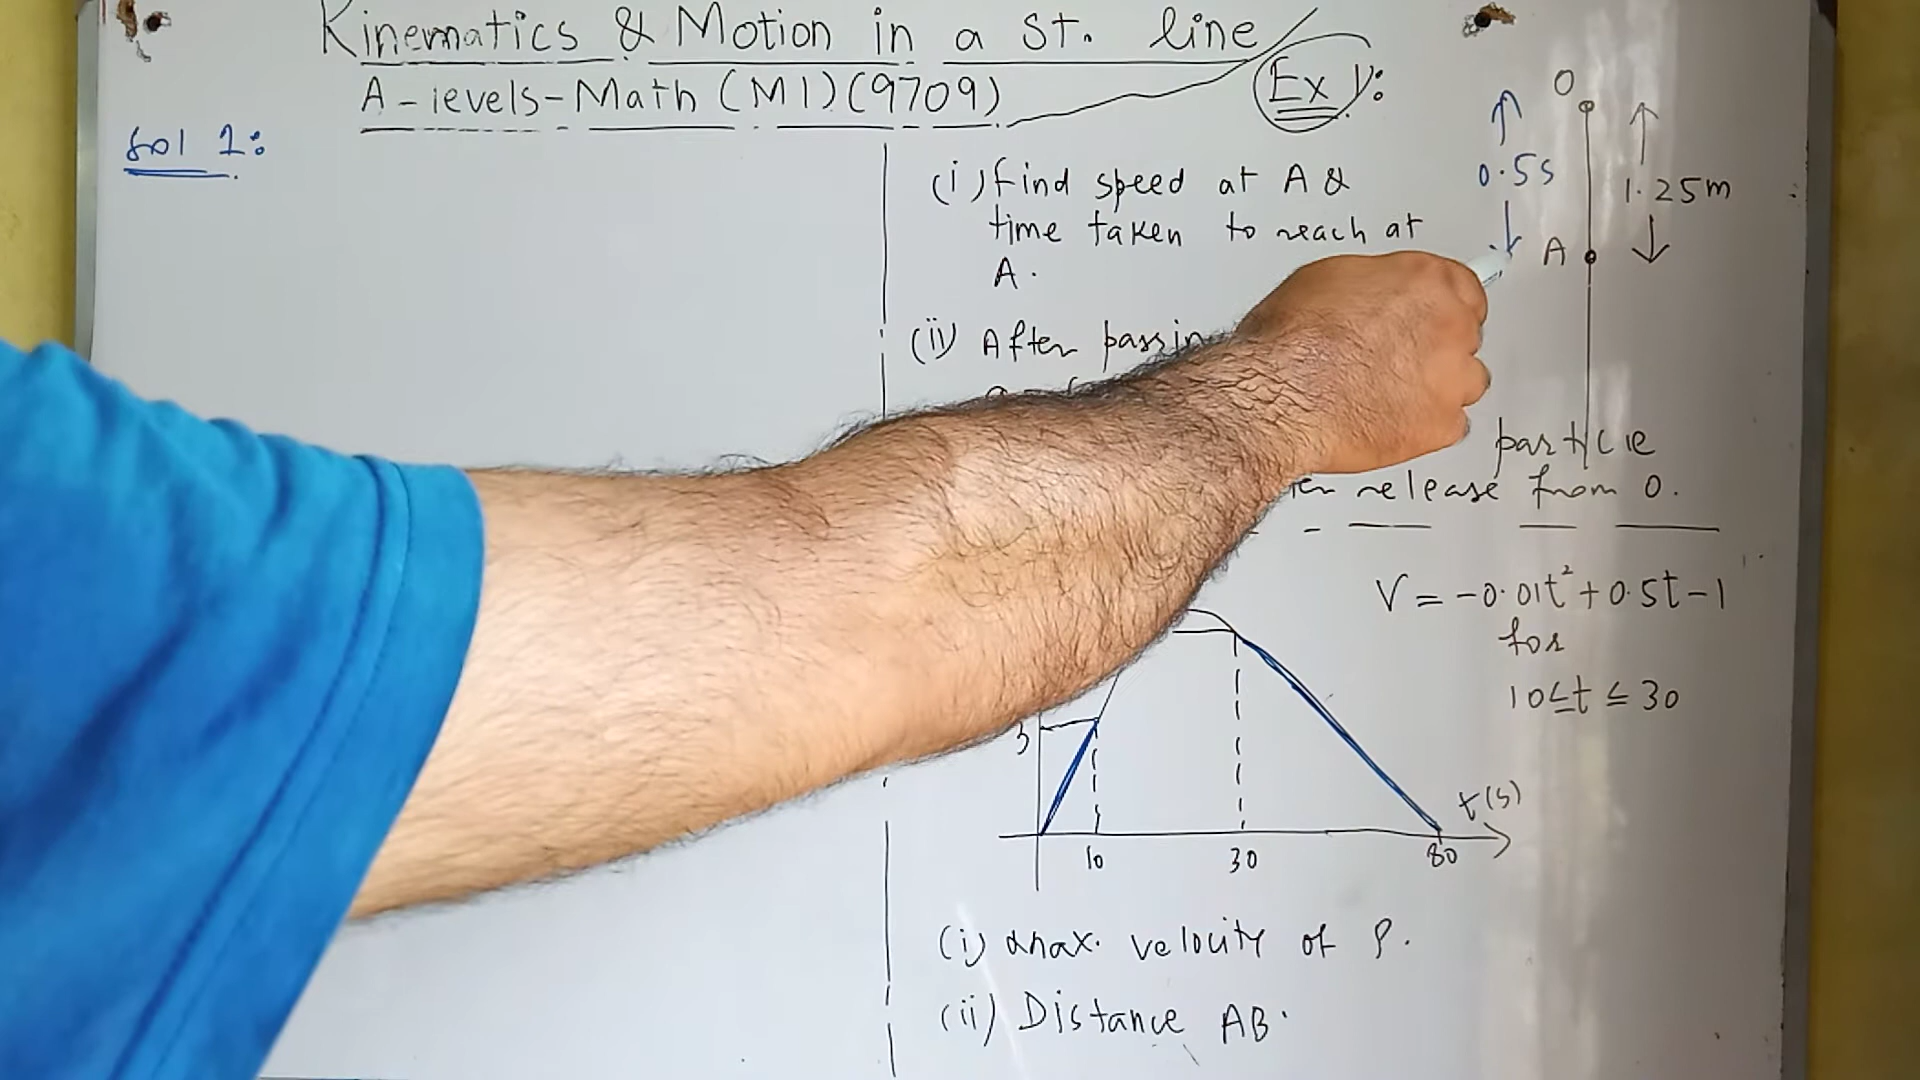 Kinematics & Motion in a st. line
A-levels-Math (M1) (9709)
Ex 1:
Sol 1:
(i) find speed at A &
time taken to reach at
A.
O
0.5s
1.25m
A
(ii) After passing
particle
release from O.
V = -0.01t² + 0.5t - 1
for
10 ≤ t ≤ 30
3
t(s)
10 30 80
(i) max. velocity of P.
(ii) Distance AB.